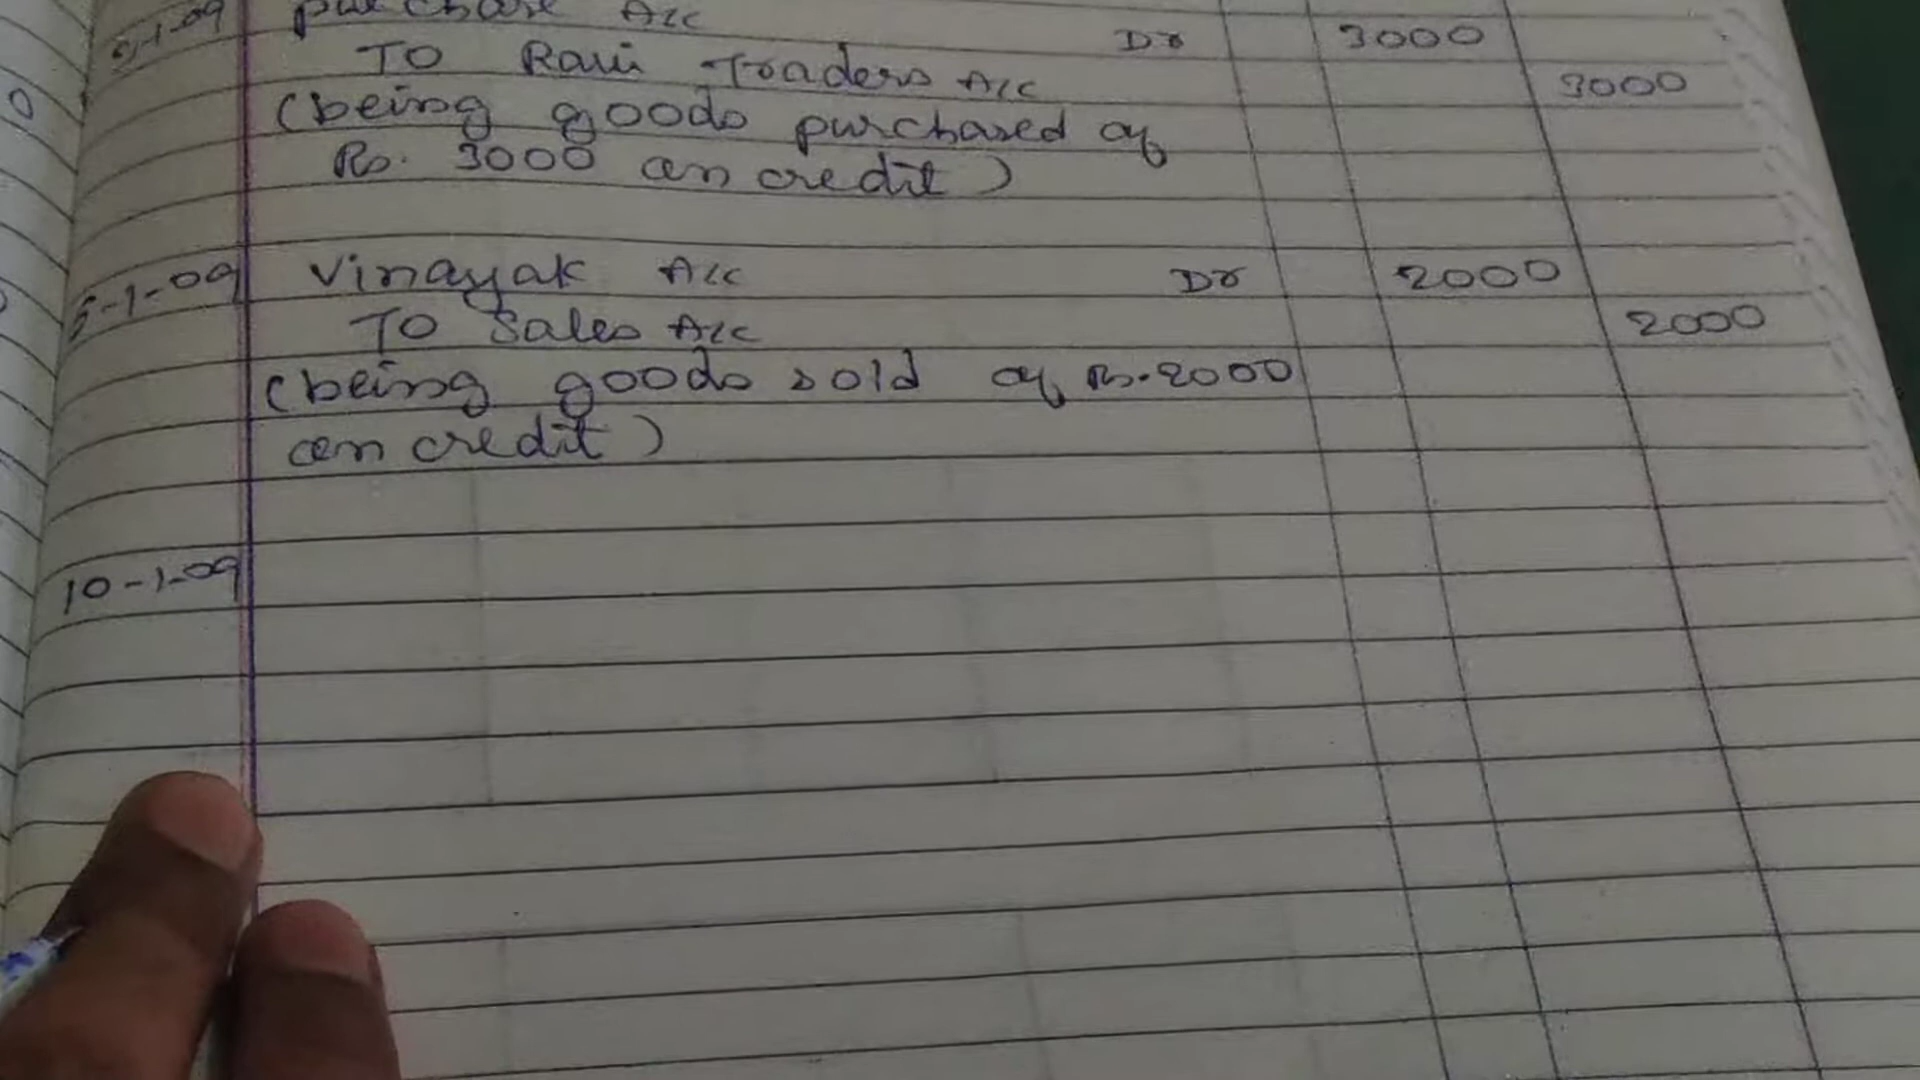 purchase A/c Dr 3000
To Ravi Traders A/c 3000
(being goods purchased of
Rs. 3000 on credit)
5-1-09 Vinayak A/c Dr 2000
To Sales A/c 2000
(being goods sold of Rs.2000
on credit)
10-1-09